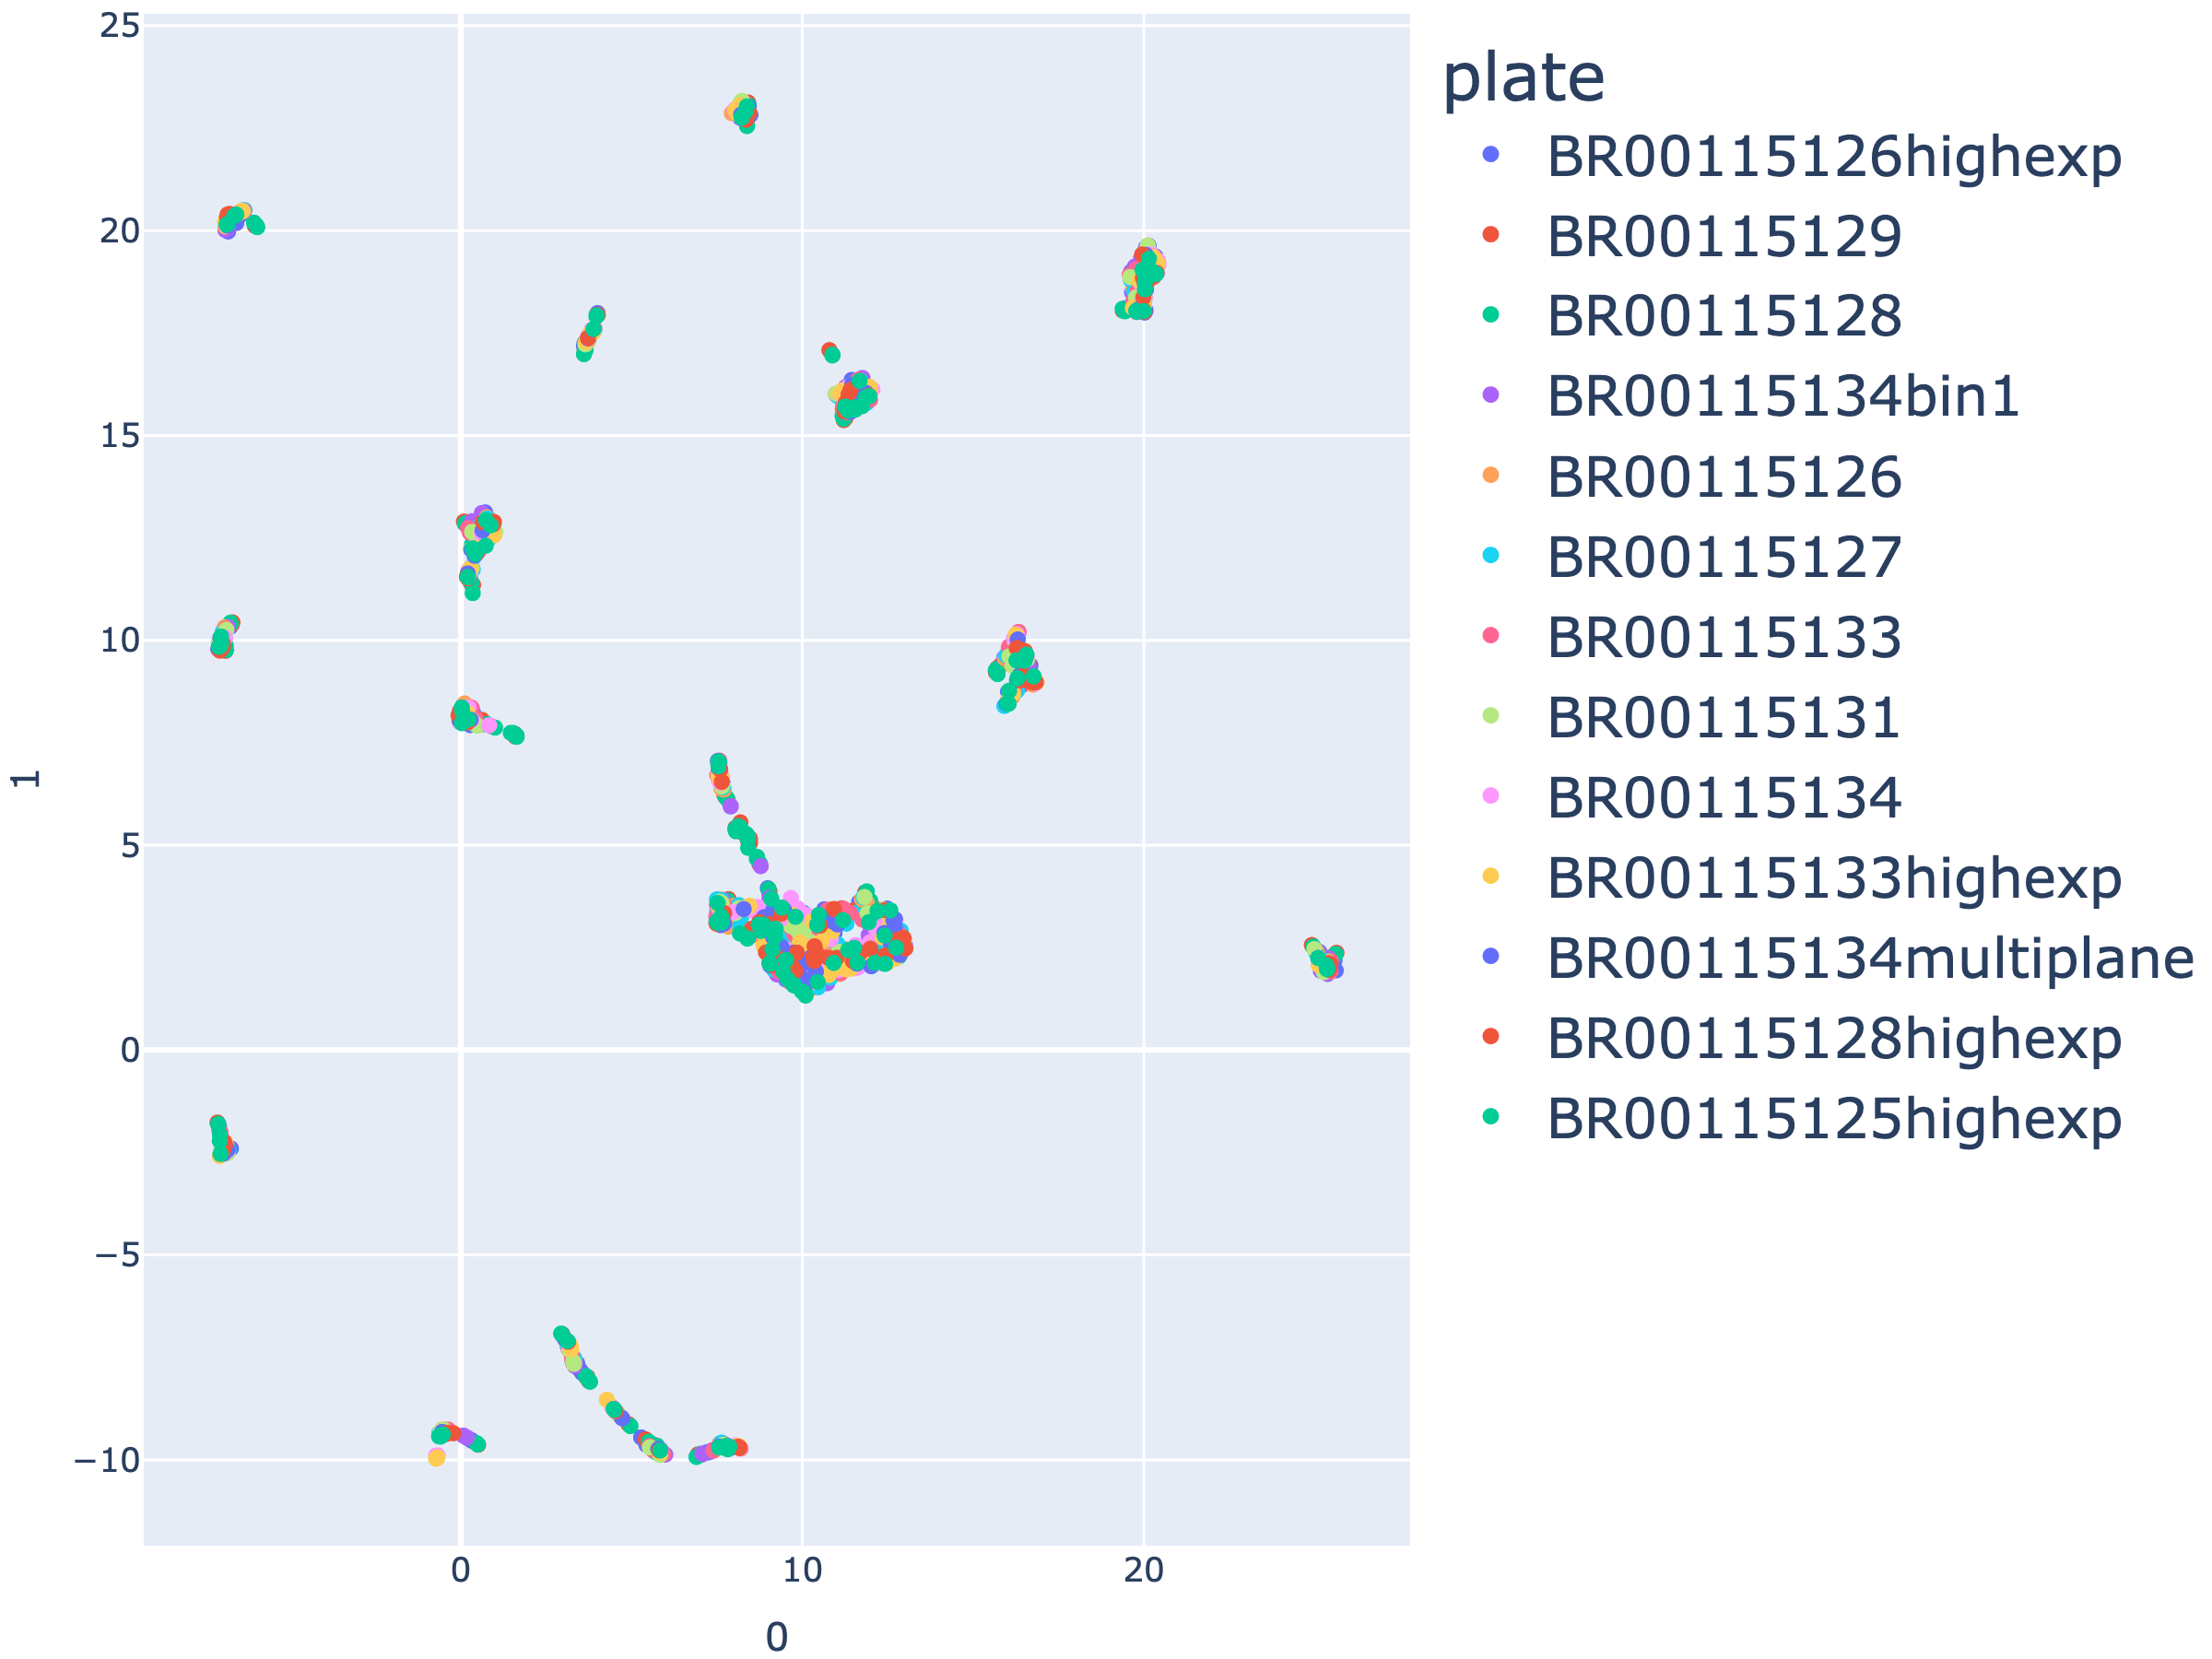 25
20
15
10
5
0
−5
−10
1
0
10
20
0
plate
BR00115126highexp
BR00115129
BR00115128
BR00115134bin1
BR00115126
BR00115127
BR00115133
BR00115131
BR00115134
BR00115133highexp
BR00115134multiplane
BR00115128highexp
BR00115125highexp